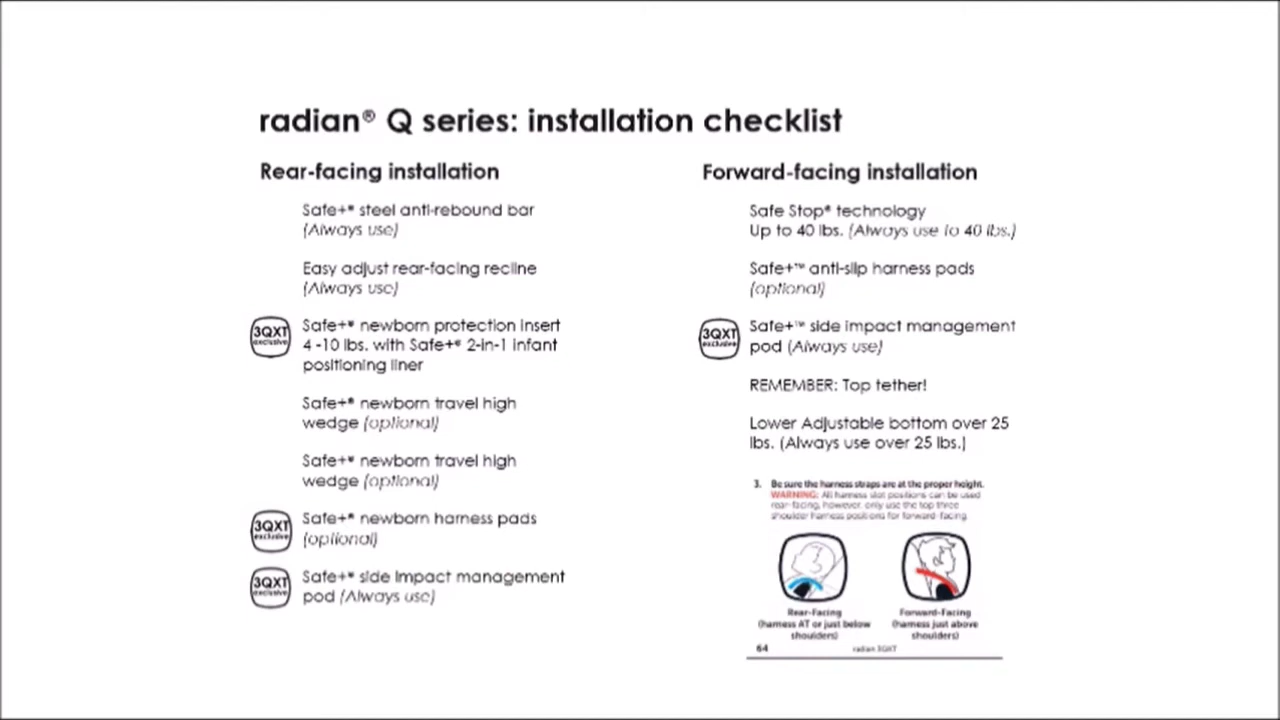 radian® Q series: installation checklist
Rear-facing installation
Safe+® steel anti-rebound bar
(Always use)
Easy adjust rear-facing recline
(Always use)
3QXT
exclusive
Safe+® newborn protection insert
4 -10 lbs. with Safe+® 2-in-1 infant
positioning liner
Safe+® newborn travel high
wedge (optional)
Safe+® newborn travel high
wedge (optional)
3QXT
exclusive
Safe+® newborn harness pads
(optional)
3QXT
exclusive
Safe+® side impact management
pod (Always use)
Forward-facing installation
Safe Stop® technology
Up to 40 lbs. (Always use to 40 lbs.)
Safe+™ anti-slip harness pads
(optional)
3QXT
exclusive
Safe+™ side impact management
pod (Always use)
REMEMBER: Top tether!
Lower Adjustable bottom over 25
lbs. (Always use over 25 lbs.)
3. Be sure the harness straps are at the proper height.
WARNING: All harness slot positions can be used
rear-facing, however, only use the top three
shoulder harness positions for forward-facing.
Rear-Facing
(harness AT or just below
shoulders)
Forward-Facing
(harness just above
shoulders)
64
radian 3QXT